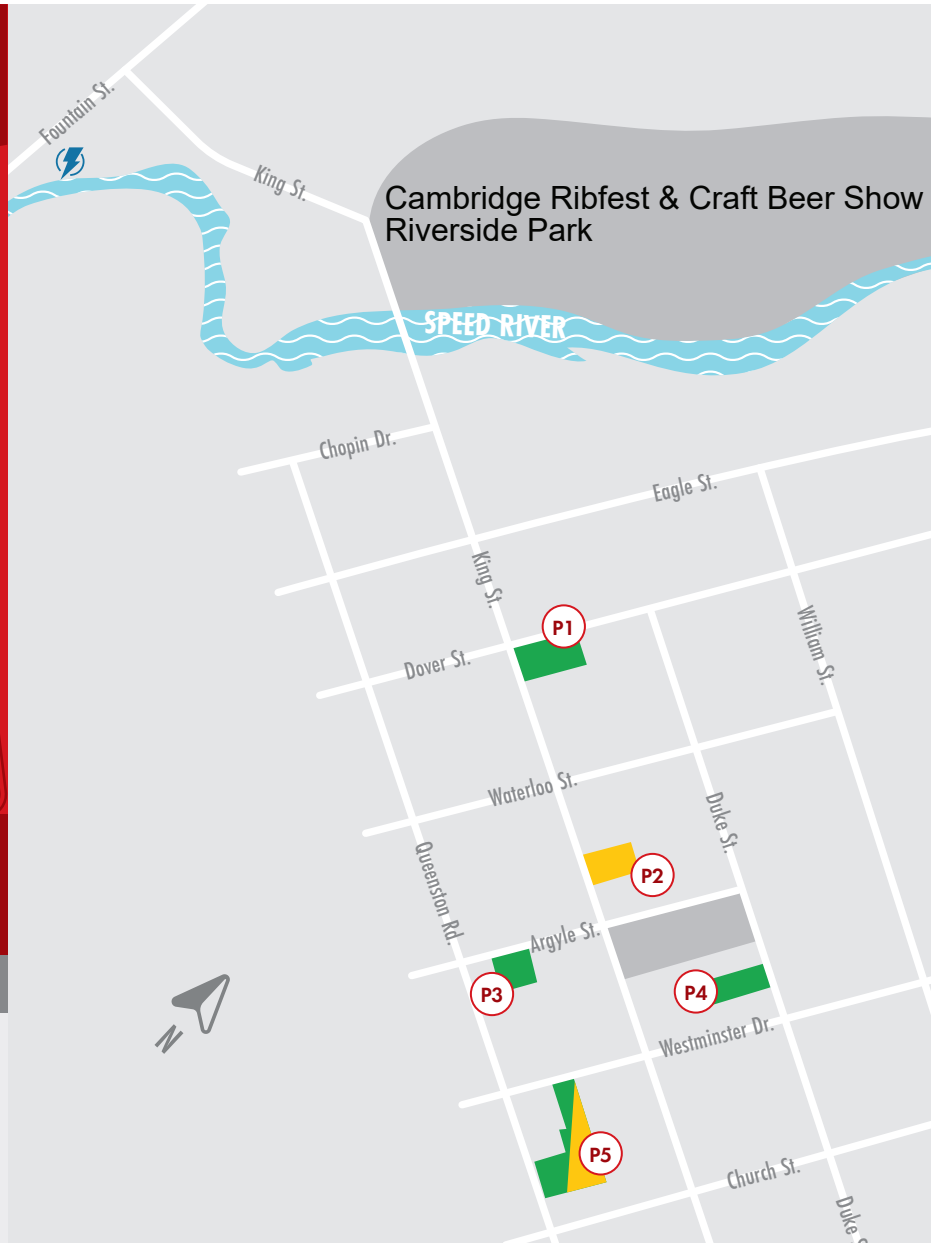 Fountain St.
King St.
Cambridge Ribfest & Craft Beer Show
Riverside Park
SPEED RIVER
Chopin Dr.
Eagle St.
King St.
P1
William St.
Dover St.
Waterloo St.
Duke St.
P2
Queenston Rd.
Argyle St.
P3
P4
N
Westminster Dr.
P5
Church St.
Duke S